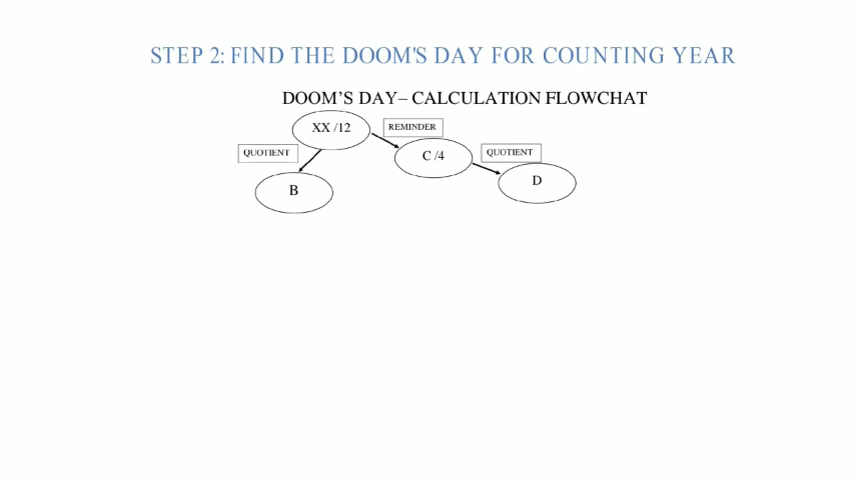 STEP 2: FIND THE DOOM'S DAY FOR COUNTING YEAR
DOOM'S DAY– CALCULATION FLOWCHAT
XX /12
REMINDER
QUOTIENT
C /4
QUOTIENT
B
D